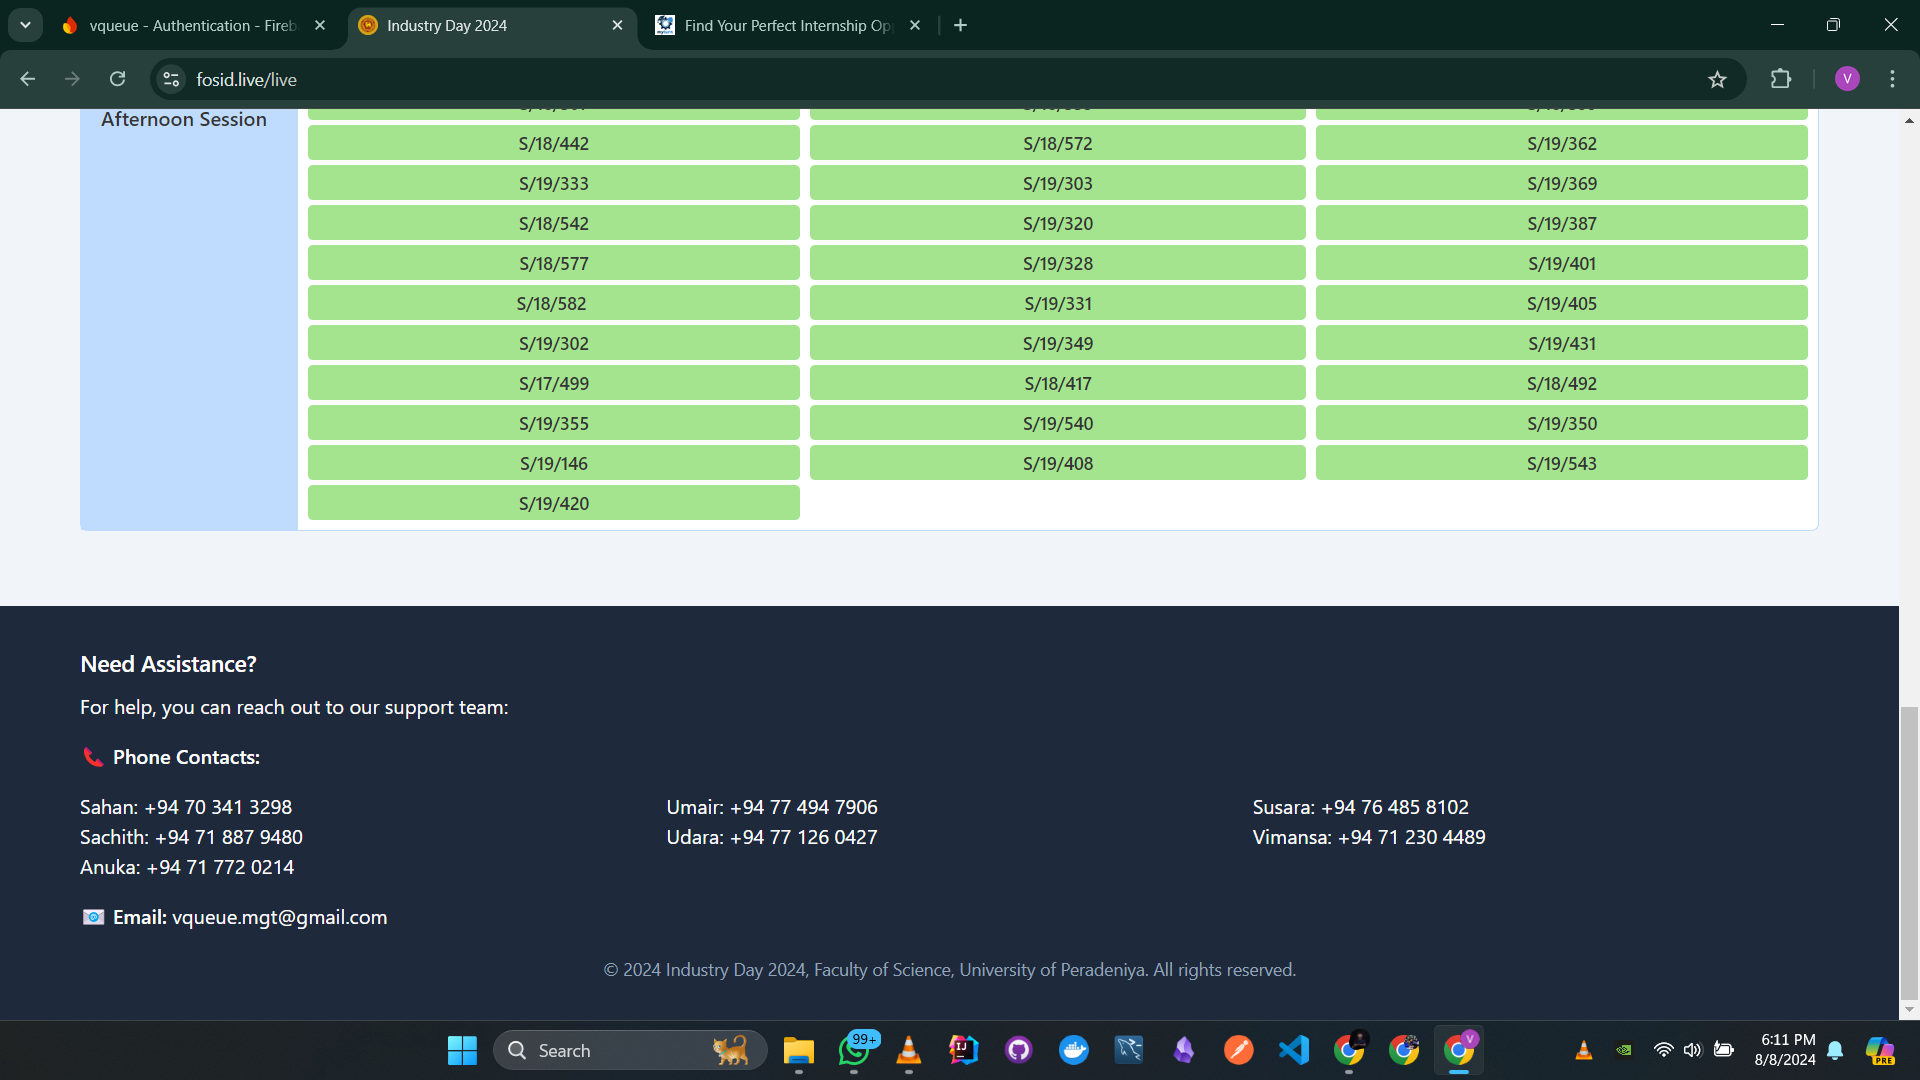 vqueue - Authentication - Fireb
Industry Day 2024
Find Your Perfect Internship Op
fosid.live/live
V
Afternoon Session
S/18/442 S/18/572 S/19/362
S/19/333 S/19/303 S/19/369
S/18/542 S/19/320 S/19/387
S/18/577 S/19/328 S/19/401
S/18/582 S/19/331 S/19/405
S/19/302 S/19/349 S/19/431
S/17/499 S/18/417 S/18/492
S/19/355 S/19/540 S/19/350
S/19/146 S/19/408 S/19/543
S/19/420
Need Assistance?
For help, you can reach out to our support team:
Phone Contacts:
Sahan: +94 70 341 3298 Umair: +94 77 494 7906 Susara: +94 76 485 8102
Sachith: +94 71 887 9480 Udara: +94 77 126 0427 Vimansa: +94 71 230 4489
Anuka: +94 71 772 0214
Email: vqueue.mgt@gmail.com
© 2024 Industry Day 2024, Faculty of Science, University of Peradeniya. All rights reserved.
Search
99+
IJ
V
6:11 PM
8/8/2024
PRE